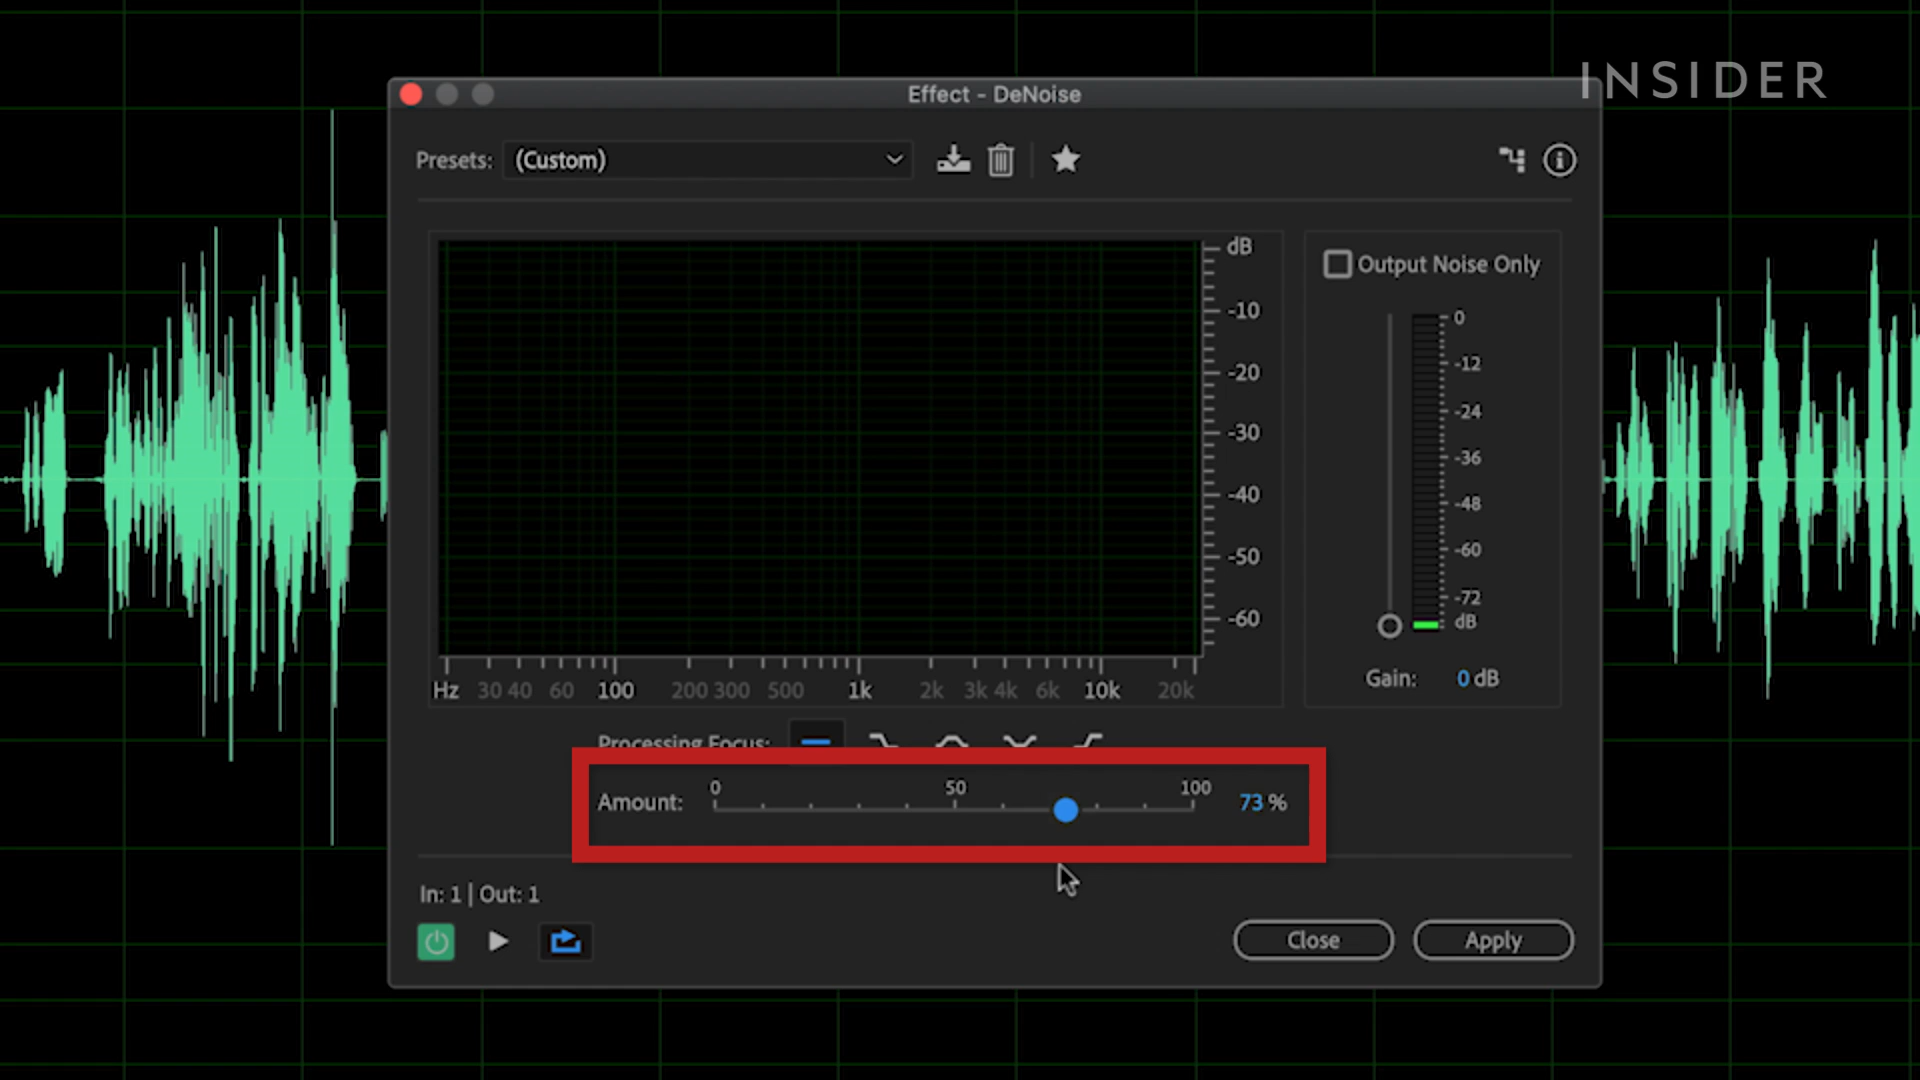 INSIDER
Effect - DeNoise
Presets: (Custom)
dB
-10
-20
-30
-40
-50
-60
Hz 30 40 60 100 200 300 500 1k 2k 3k 4k 6k 10k 20k
Output Noise Only
0
-12
-24
-36
-48
-60
-72
dB
Gain: 0 dB
Processing Focus:
0 50 100
Amount: 73 %
In: 1 | Out: 1
Close Apply